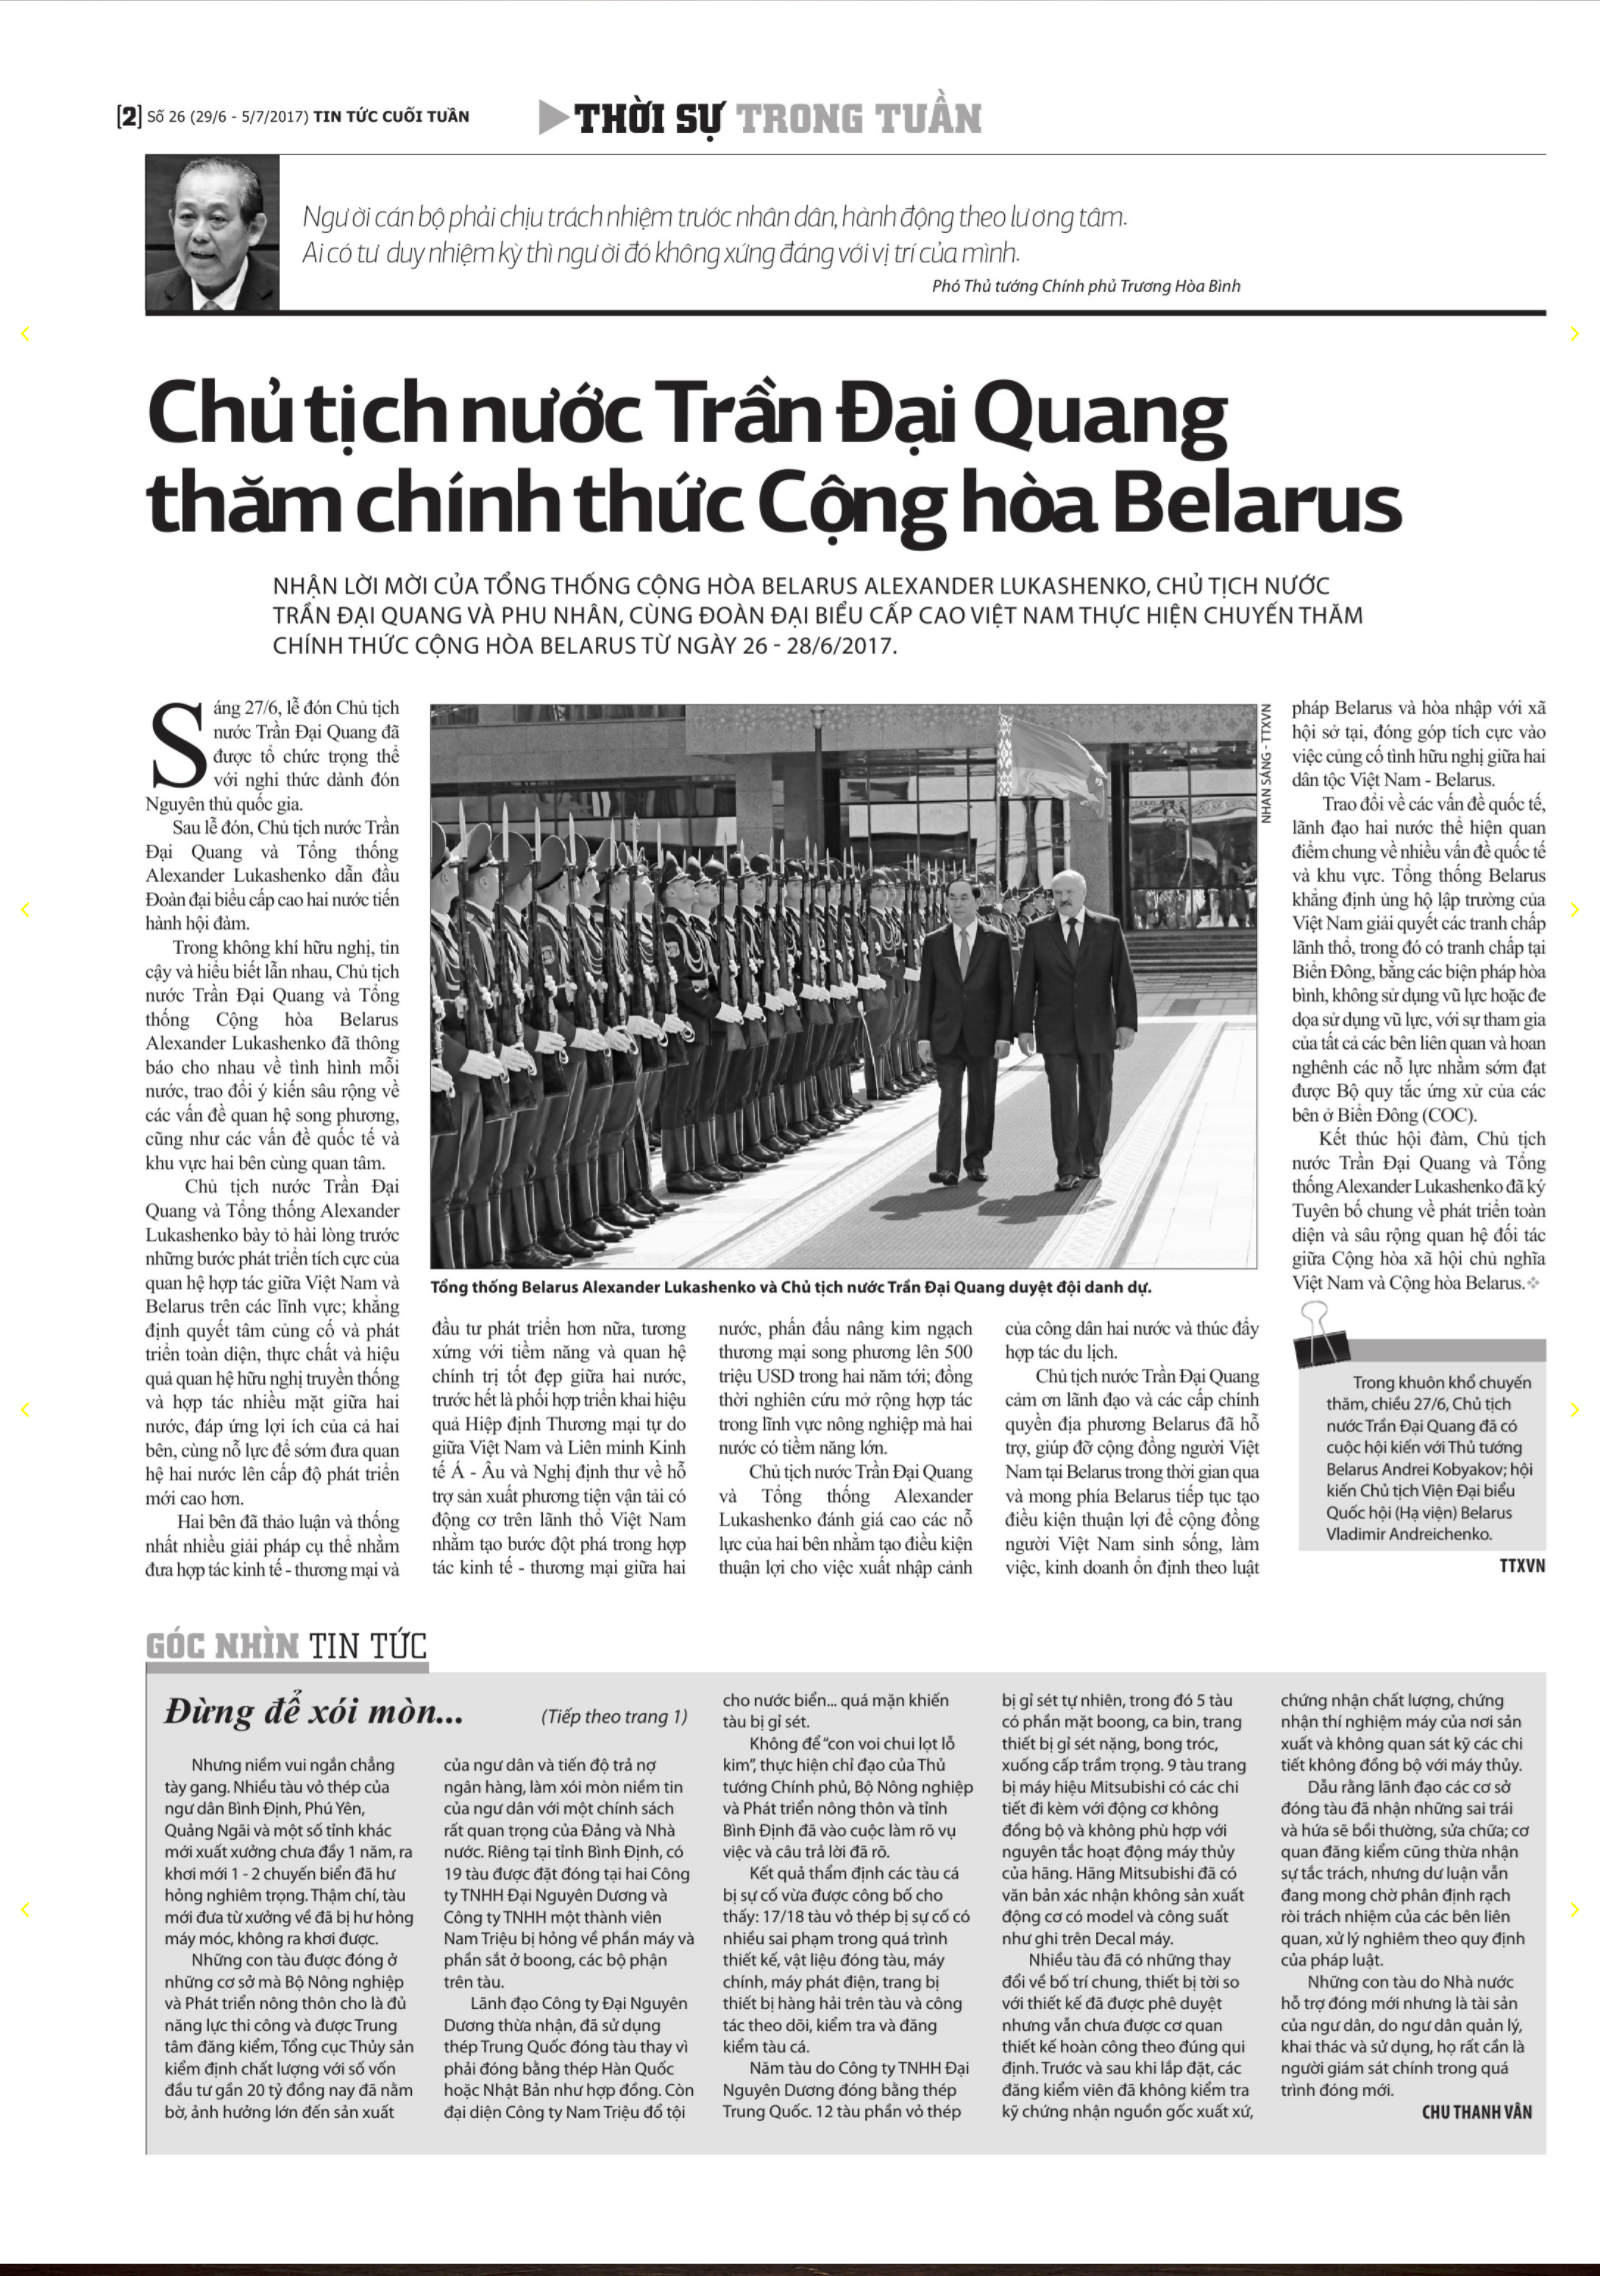 [2] Số 26 (29/6 - 5/7/2017) TIN TỨC CUỐI TUẦN
THỜI SỰ TRONG TUẦN
Người cán bộ phải chịu trách nhiệm trước nhân dân, hành động theo lương tâm.
Ai có tư duy nhiệm kỳ thì người đó không xứng đáng với vị trí của mình.
Phó Thủ tướng Chính phủ Trương Hòa Bình
Chủ tịch nước Trần Đại Quang
thăm chính thức Cộng hòa Belarus
NHẬN LỜI MỜI CỦA TỔNG THỐNG CỘNG HÒA BELARUS ALEXANDER LUKASHENKO, CHỦ TỊCH NƯỚC
TRẦN ĐẠI QUANG VÀ PHU NHÂN, CÙNG ĐOÀN ĐẠI BIỂU CẤP CAO VIỆT NAM THỰC HIỆN CHUYẾN THĂM
CHÍNH THỨC CỘNG HÒA BELARUS TỪ NGÀY 26 - 28/6/2017.
Sáng 27/6, lễ đón Chủ tịch
nước Trần Đại Quang đã
được tổ chức trọng thể
với nghi thức dành đón
Nguyên thủ quốc gia.
Sau lễ đón, Chủ tịch nước Trần
Đại Quang và Tổng thống
Alexander Lukashenko dẫn đầu
Đoàn đại biểu cấp cao hai nước tiến
hành hội đàm.
Trong không khí hữu nghị, tin
cậy và hiểu biết lẫn nhau, Chủ tịch
nước Trần Đại Quang và Tổng
thống Cộng hòa Belarus
Alexander Lukashenko đã thông
báo cho nhau về tình hình mỗi
nước, trao đổi ý kiến sâu rộng về
các vấn đề quan hệ song phương,
cũng như các vấn đề quốc tế và
khu vực hai bên cùng quan tâm.
Chủ tịch nước Trần Đại
Quang và Tổng thống Alexander
Lukashenko bày tỏ hài lòng trước
những bước phát triển tích cực của
quan hệ hợp tác giữa Việt Nam và
Belarus trên các lĩnh vực; khẳng
định quyết tâm củng cố và phát
triển toàn diện, thực chất và hiệu
quả quan hệ hữu nghị truyền thống
và hợp tác nhiều mặt giữa hai
nước, đáp ứng lợi ích của cả hai
bên, cùng nỗ lực để sớm đưa quan
hệ hai nước lên cấp độ phát triển
mới cao hơn.
Hai bên đã thảo luận và thống
nhất nhiều giải pháp cụ thể nhằm
đưa hợp tác kinh tế - thương mại và
NHAN SÁNG - TTXVN
Tổng thống Belarus Alexander Lukashenko và Chủ tịch nước Trần Đại Quang duyệt đội danh dự.
đầu tư phát triển hơn nữa, tương
xứng với tiềm năng và quan hệ
chính trị tốt đẹp giữa hai nước,
trước hết là phối hợp triển khai hiệu
quả Hiệp định Thương mại tự do
giữa Việt Nam và Liên minh Kinh
tế Á - Âu và Nghị định thư về hỗ
trợ sản xuất phương tiện vận tải có
động cơ trên lãnh thổ Việt Nam
nhằm tạo bước đột phá trong hợp
tác kinh tế - thương mại giữa hai
nước, phấn đấu nâng kim ngạch
thương mại song phương lên 500
triệu USD trong hai năm tới; đồng
thời nghiên cứu mở rộng hợp tác
trong lĩnh vực nông nghiệp mà hai
nước có tiềm năng lớn.
Chủ tịch nước Trần Đại Quang
và Tổng thống Alexander
Lukashenko đánh giá cao các nỗ
lực của hai bên nhằm tạo điều kiện
thuận lợi cho việc xuất nhập cảnh
của công dân hai nước và thúc đẩy
hợp tác du lịch.
Chủ tịch nước Trần Đại Quang
cảm ơn lãnh đạo và các cấp chính
quyền địa phương Belarus đã hỗ
trợ, giúp đỡ cộng đồng người Việt
Nam tại Belarus trong thời gian qua
và mong phía Belarus tiếp tục tạo
điều kiện thuận lợi để cộng đồng
người Việt Nam sinh sống, làm
việc, kinh doanh ổn định theo luật
pháp Belarus và hòa nhập với xã
hội sở tại, đóng góp tích cực vào
việc củng cố tình hữu nghị giữa hai
dân tộc Việt Nam - Belarus.
Trao đổi về các vấn đề quốc tế,
lãnh đạo hai nước thể hiện quan
điểm chung về nhiều vấn đề quốc tế
và khu vực. Tổng thống Belarus
khẳng định ủng hộ lập trường của
Việt Nam giải quyết các tranh chấp
lãnh thổ, trong đó có tranh chấp tại
Biển Đông, bằng các biện pháp hòa
bình, không sử dụng vũ lực hoặc đe
dọa sử dụng vũ lực, với sự tham gia
của tất cả các bên liên quan và hoan
nghênh các nỗ lực nhằm sớm đạt
được Bộ quy tắc ứng xử của các
bên ở Biển Đông (COC).
Kết thúc hội đàm, Chủ tịch
nước Trần Đại Quang và Tổng
thống Alexander Lukashenko đã ký
Tuyên bố chung về phát triển toàn
diện và sâu rộng quan hệ đối tác
giữa Cộng hòa xã hội chủ nghĩa
Việt Nam và Cộng hòa Belarus.
Trong khuôn khổ chuyến
thăm, chiều 27/6, Chủ tịch
nước Trần Đại Quang đã có
cuộc hội kiến với Thủ tướng
Belarus Andrei Kobyakov; hội
kiến Chủ tịch Viện Đại biểu
Quốc hội (Hạ viện) Belarus
Vladimir Andreichenko.
TTXVN
GÓC NHÌN TIN TỨC
Đừng để xói mòn...
(Tiếp theo trang 1)
Nhưng niềm vui ngắn chẳng
tày gang. Nhiều tàu vỏ thép của
ngư dân Bình Định, Phú Yên,
Quảng Ngãi và một số tỉnh khác
mới xuất xưởng chưa đầy 1 năm, ra
khơi mới 1 - 2 chuyến biển đã hư
hỏng nghiêm trọng. Thậm chí, tàu
mới đưa từ xưởng về đã bị hư hỏng
máy móc, không ra khơi được.
Những con tàu được đóng ở
những cơ sở mà Bộ Nông nghiệp
và Phát triển nông thôn cho là đủ
năng lực thi công và được Trung
tâm đăng kiểm, Tổng cục Thủy sản
kiểm định chất lượng với số vốn
đầu tư gần 20 tỷ đồng nay đã nằm
bờ, ảnh hưởng lớn đến sản xuất
của ngư dân và tiến độ trả nợ
ngân hàng, làm xói mòn niềm tin
của ngư dân với một chính sách
rất quan trọng của Đảng và Nhà
nước. Riêng tại tỉnh Bình Định, có
19 tàu được đặt đóng tại hai Công
ty TNHH Đại Nguyên Dương và
Công ty TNHH một thành viên
Nam Triệu bị hỏng về phần máy và
phần sắt ở boong, các bộ phận
trên tàu.
Lãnh đạo Công ty Đại Nguyên
Dương thừa nhận, đã sử dụng
thép Trung Quốc đóng tàu thay vì
phải đóng bằng thép Hàn Quốc
hoặc Nhật Bản như hợp đồng. Còn
đại diện Công ty Nam Triệu đổ tội
cho nước biển... quá mặn khiến
tàu bị gỉ sét.
Không để “con voi chui lọt lỗ
kim”, thực hiện chỉ đạo của Thủ
tướng Chính phủ, Bộ Nông nghiệp
và Phát triển nông thôn và tỉnh
Bình Định đã vào cuộc làm rõ vụ
việc và câu trả lời đã rõ.
Kết quả thẩm định các tàu cá
bị sự cố vừa được công bố cho
thấy: 17/18 tàu vỏ thép bị sự cố có
nhiều sai phạm trong quá trình
thiết kế, vật liệu đóng tàu, máy
chính, máy phát điện, trang bị
thiết bị hàng hải trên tàu và công
tác theo dõi, kiểm tra và đăng
kiểm tàu cá.
Năm tàu do Công ty TNHH Đại
Nguyên Dương đóng bằng thép
Trung Quốc. 12 tàu phần vỏ thép
bị gỉ sét tự nhiên, trong đó 5 tàu
có phần mặt boong, ca bin, trang
thiết bị gỉ sét nặng, bong tróc,
xuống cấp trầm trọng. 9 tàu trang
bị máy hiệu Mitsubishi có các chi
tiết đi kèm với động cơ không
đồng bộ và không phù hợp với
nguyên tắc hoạt động máy thủy
của hãng. Hãng Mitsubishi đã có
văn bản xác nhận không sản xuất
động cơ có model và công suất
như ghi trên Decal máy.
Nhiều tàu đã có những thay
đổi về bố trí chung, thiết bị tời so
với thiết kế đã được phê duyệt
nhưng vẫn chưa được cơ quan
thiết kế hoàn công theo đúng qui
định. Trước và sau khi lắp đặt, các
đăng kiểm viên đã không kiểm tra
kỹ chứng nhận nguồn gốc xuất xứ,
chứng nhận chất lượng, chứng
nhận thí nghiệm máy của nơi sản
xuất và không quan sát kỹ các chi
tiết không đồng bộ với máy thủy.
Dẫu rằng lãnh đạo các cơ sở
đóng tàu đã nhận những sai trái
và hứa sẽ bồi thường, sửa chữa; cơ
quan đăng kiểm cũng thừa nhận
sự tắc trách, nhưng dư luận vẫn
đang mong chờ phân định rạch
ròi trách nhiệm của các bên liên
quan, xử lý nghiêm theo quy định
của pháp luật.
Những con tàu do Nhà nước
hỗ trợ đóng mới nhưng là tài sản
của ngư dân, do ngư dân quản lý,
khai thác và sử dụng, họ rất cần là
người giám sát chính trong quá
trình đóng mới.
CHU THANH VÂN